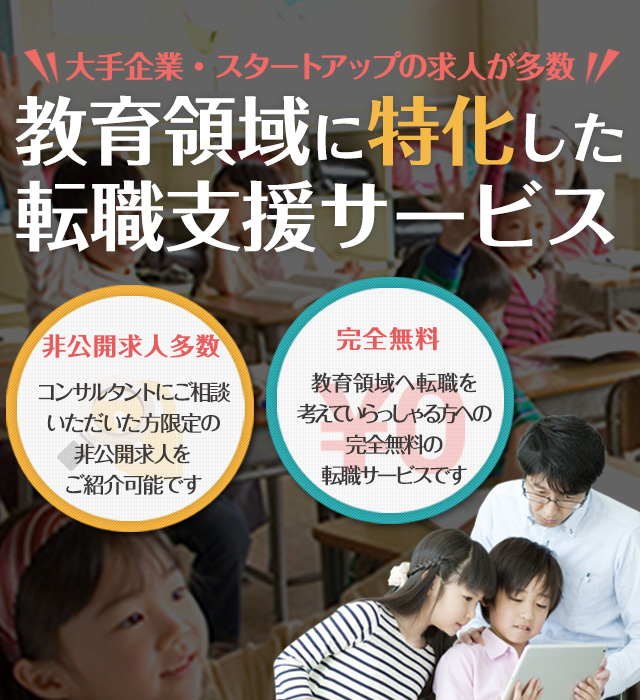 大手企業・スタートアップの求人が多数
教育領域に特化した
転職支援サービス
非公開求人多数
コンサルタントにご相談
いただいた方限定の
非公開求人を
ご紹介可能です
¥0
完全無料
教育領域へ転職を
考えていらっしゃる方への
完全無料の
転職サービスです